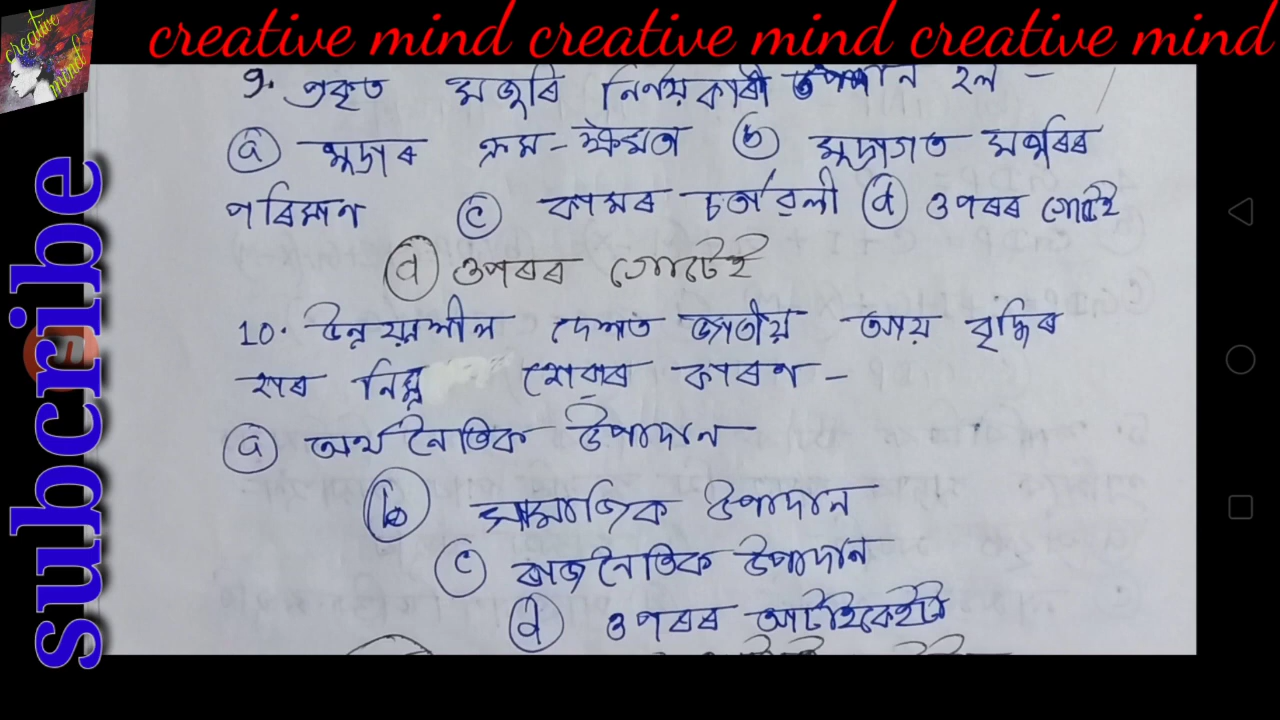 creative mind creative mind creative mind
creative mind
subcribe
9. প্ৰকৃত মজুৰি নিৰ্ণয়কাৰী উপাদান হ'ল -
(a) মুদ্ৰাৰ ক্ৰয়-ক্ষমতা (b) মুদ্ৰাগত মজুৰিৰ
পৰিমাণ (c) কামৰ চৰ্তাৱলী (d) ওপৰৰ গোটেই
(d) ওপৰৰ গোটেই
10. উন্নয়নশীল দেশত জাতীয় আয় বৃদ্ধিৰ
হাৰ নিম্ন হোৱাৰ কাৰণ -
(a) অৰ্থনৈতিক উপাদান
(b) সামাজিক উপাদান
(c) ৰাজনৈতিক উপাদান
(d) ওপৰৰ আটাইকেইটা